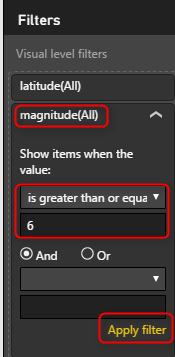 Filters
Visual level filters
latitude(All)
magnitude(All)
Show items when the
value:
is greater than or equa
6
And Or
Apply filter